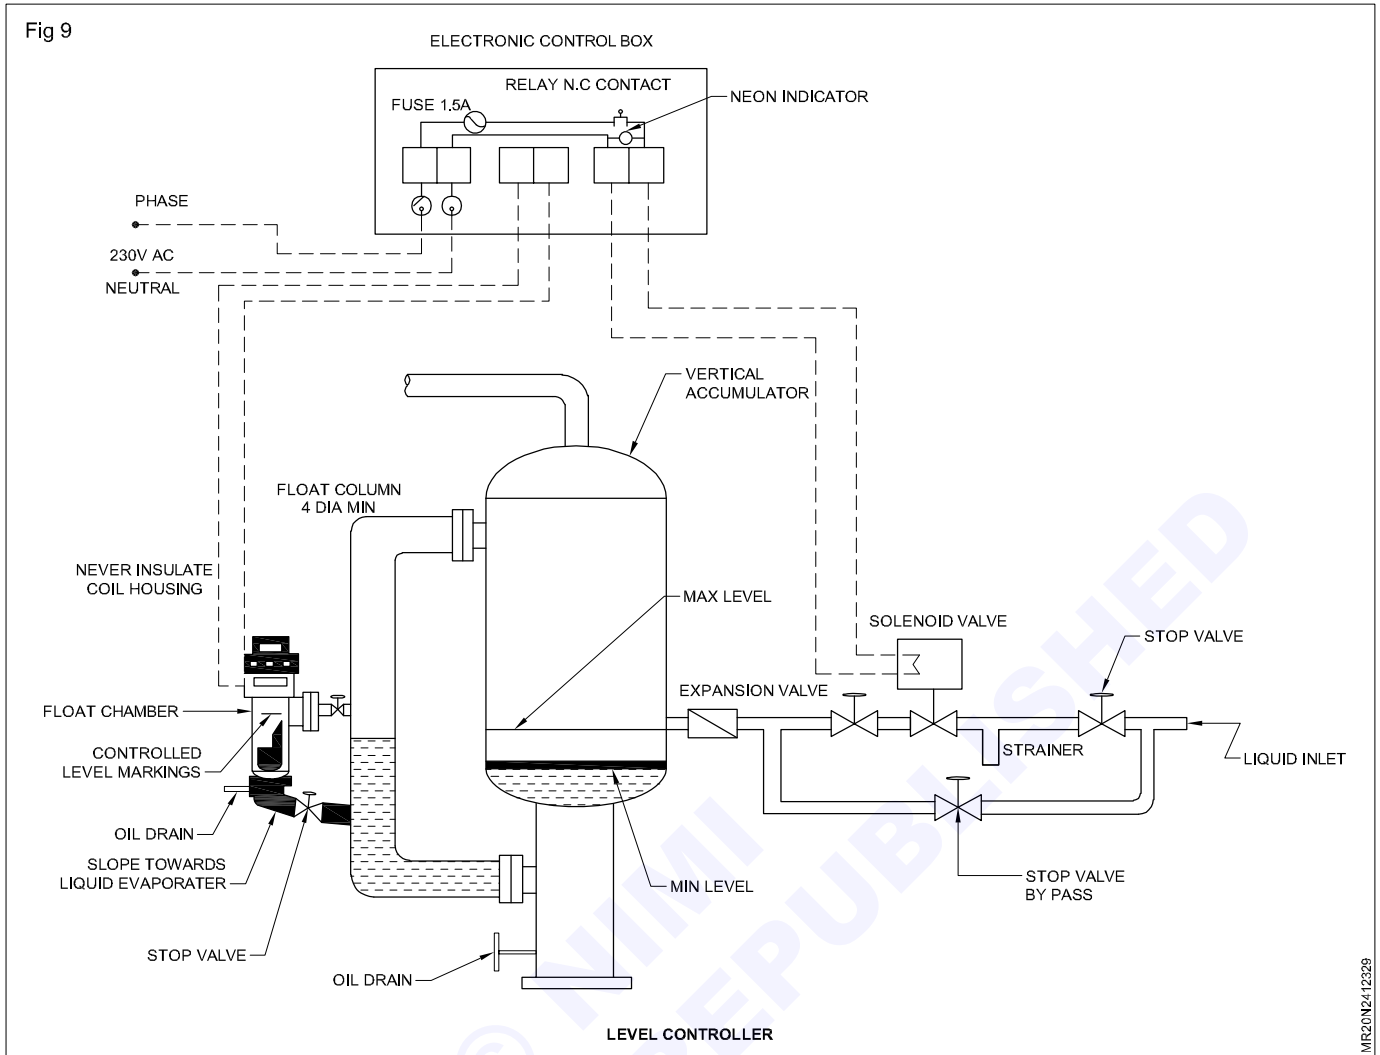 Fig 9
ELECTRONIC CONTROL BOX
RELAY N.C CONTACT
NEON INDICATOR
FUSE 1.5A
PHASE
230V AC
NEUTRAL
VERTICAL
ACCUMULATOR
FLOAT COLUMN
4 DIA MIN
NEVER INSULATE
COIL HOUSING
MAX LEVEL
SOLENOID VALVE
STOP VALVE
EXPANSION VALVE
FLOAT CHAMBER
CONTROLLED
LEVEL MARKINGS
STRAINER
LIQUID INLET
OIL DRAIN
SLOPE TOWARDS
LIQUID EVAPORATER
MIN LEVEL
STOP VALVE
BY PASS
STOP VALVE
OIL DRAIN
LEVEL CONTROLLER
MR20N2412329
© NIMI
REPUBLISHED